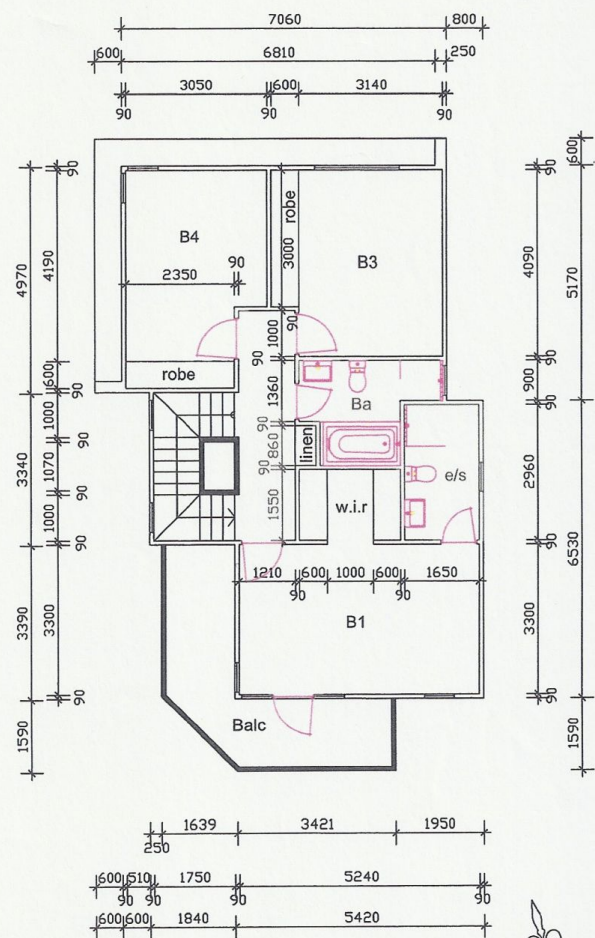 7060 800
600 6810 250
3050 600 3140
90 90 90
90 90 600
robe
B4 3000 B3
90
2350
4970 4190 4090 5170
90 1000
robe 90
600 90
90 1360 Ba 900
90
1000 90 linen
860 e/s
3340 1070 90 90 2960
w.i.r
1000 1550
90 90 6530
1210 600 1000 600 1650
90 90
3390 3300 B1 3300
90 90
Balc
1590 1590
1639 3421 1950
250
600 510 1750 5240
90 90 90 90
600 600 1840 5420